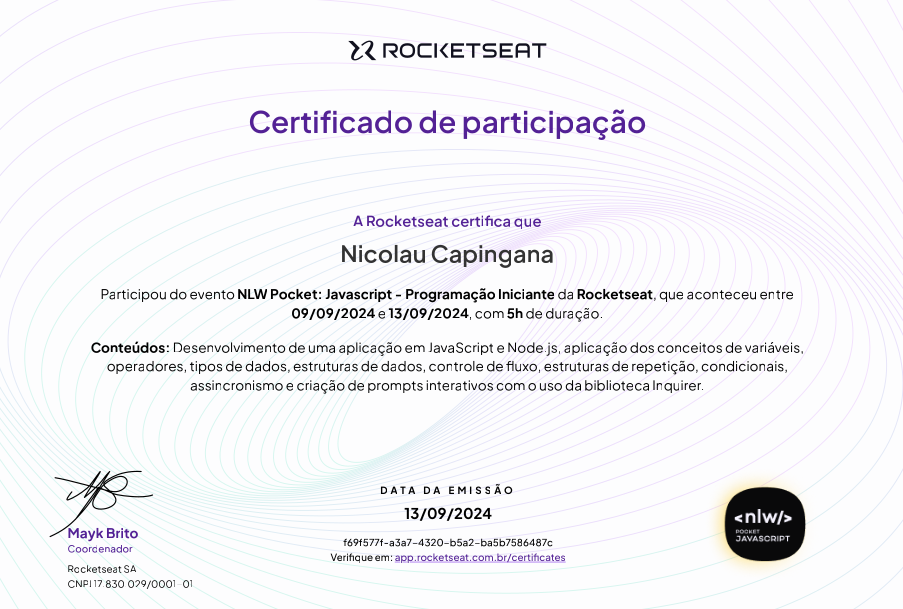 ROCKETSEAT
Certificado de participação
A Rocketseat certifica que
Nicolau Capingana
Participou do evento NLW Pocket: Javascript - Programação Iniciante da Rocketseat, que aconteceu entre
09/09/2024 e 13/09/2024, com 5h de duração.
Conteúdos: Desenvolvimento de uma aplicação em JavaScript e Node.js, aplicação dos conceitos de variáveis,
operadores, tipos de dados, estruturas de dados, controle de fluxo, estruturas de repetição, condicionais,
assincronismo e criação de prompts interativos com o uso da biblioteca Inquirer.
Mayk Brito
Coordenador
Rocketseat SA
CNPJ 17.830.029/0001-01
DATA DA EMISSÃO
13/09/2024
f69f577f-a3a7-4320-b5a2-ba5b7586487c
Verifique em: app.rocketseat.com.br/certificates
<nlw/>
POCKET
JAVASCRIPT